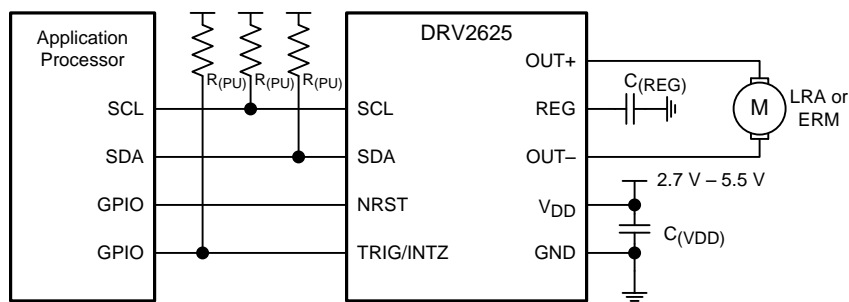 Application
Processor
SCL
SDA
GPIO
GPIO
R(PU)
R(PU)
R(PU)
DRV2625
SCL
SDA
NRST
TRIG/INTZ
OUT+
REG
OUT–
VDD
GND
C(REG)
M
LRA or
ERM
2.7 V – 5.5 V
C(VDD)